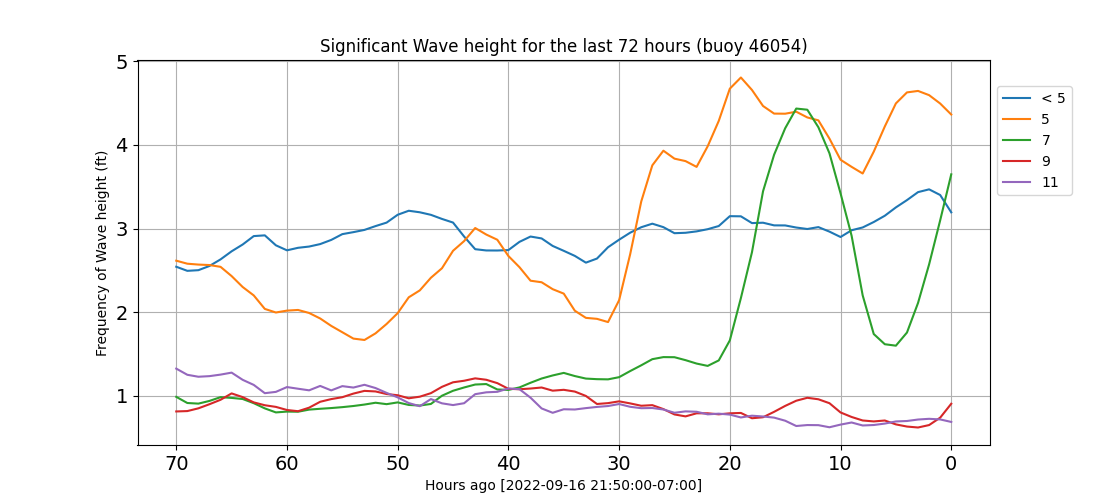 Significant Wave height for the last 72 hours (buoy 46054)
Frequency of Wave height (ft)
5
4
3
2
1
70 60 50 40 30 20 10 0
Hours ago [2022-09-16 21:50:00-07:00]
< 5
5
7
9
11